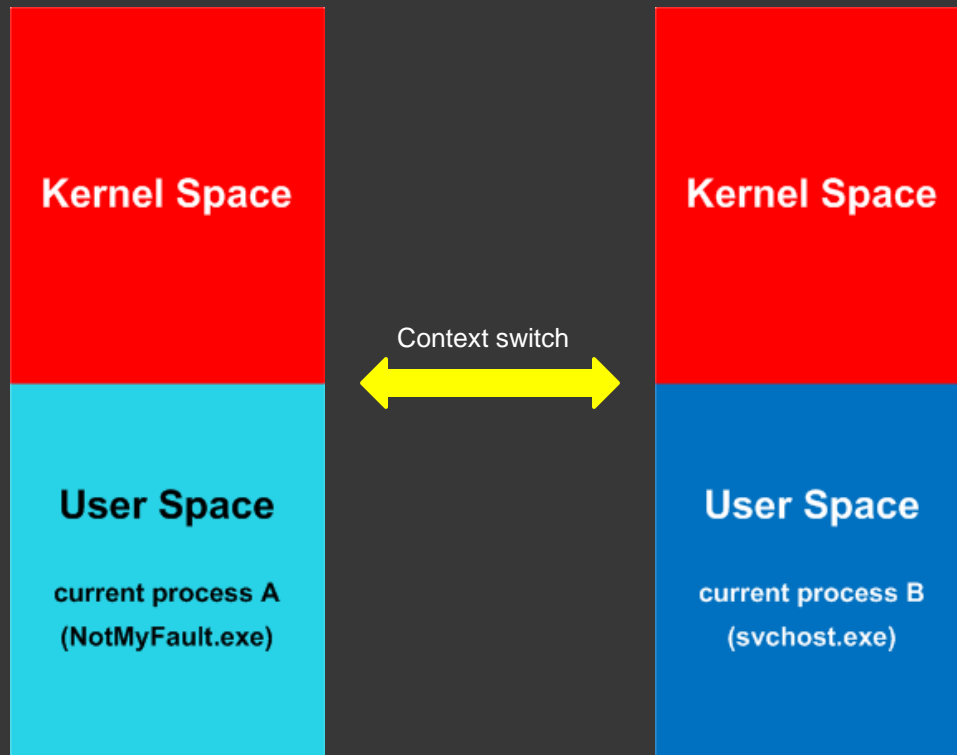 Kernel Space
Kernel Space
Context switch
User Space
current process A
(NotMyFault.exe)
User Space
current process B
(svchost.exe)